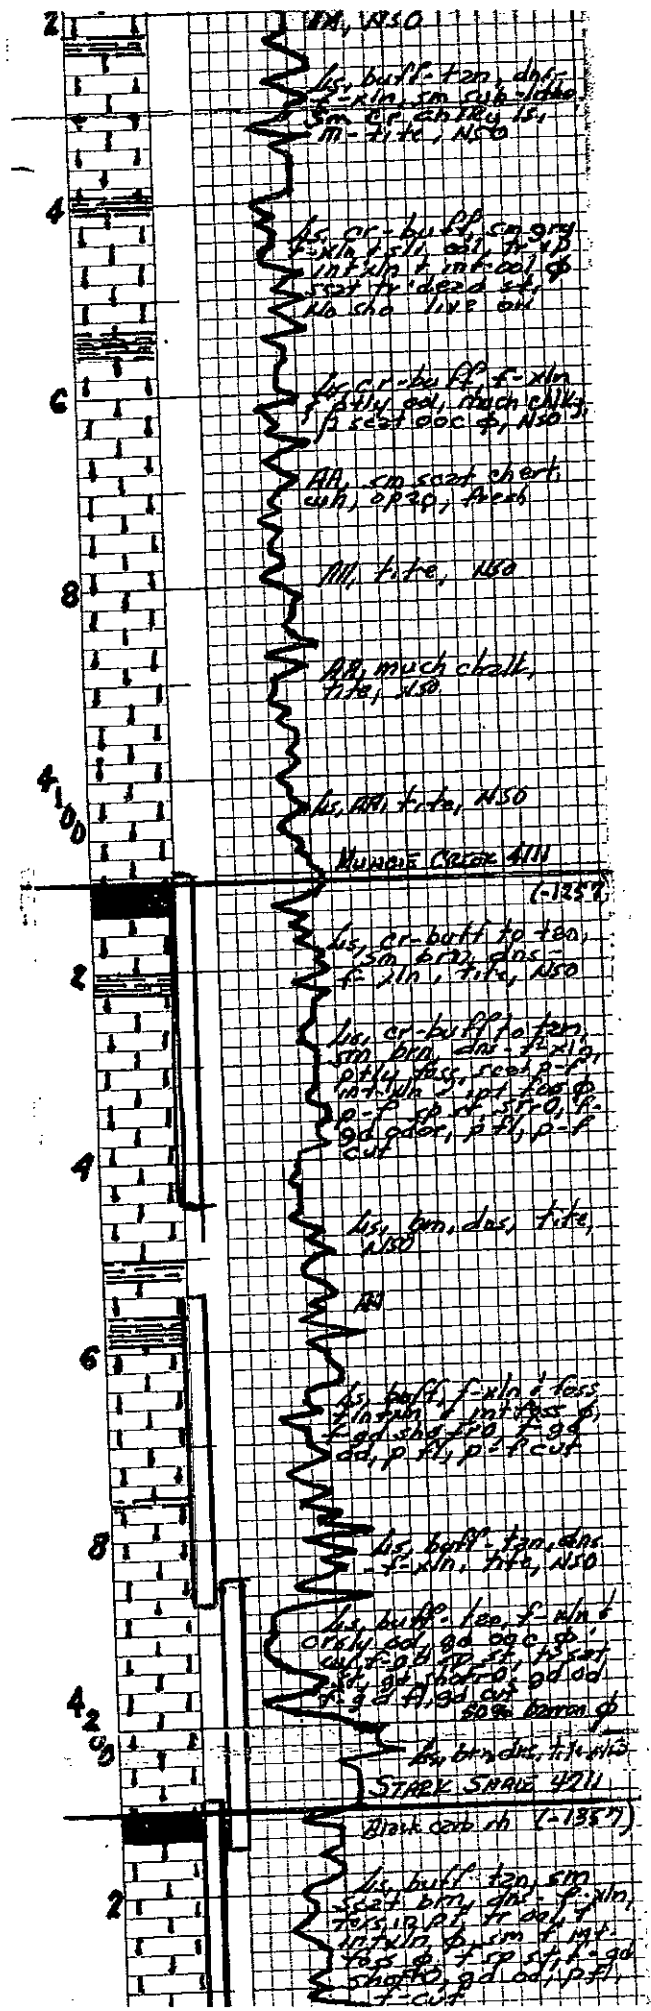 2
AA, NSO
Ls, buff-tan, dns-
f-xln, sm sub-litho
sm cr chlky ls,
m-tite, NSO
4
Ls, cr-buff, sm gry
f-xln, sli ool, tr vp
intxln + int-ool ϕ
scat tr dead st,
No sho live oil
6
Ls, cr-buff f-xln
ptly ool, much chlky,
scat ooc ϕ, NSO
AA, sm scat chert,
wh, opaq, fresh
8
AA, tite, NSO
AA, much chalk,
tite, NSO
4100
Ls, AA, tite, NSO
MUNCIE CREEK 4111
(-1257)
Ls, cr-buff to tan,
sm brn, dns-
f-xln, tite, NSO
2
Ls, cr-buff to tan,
sm brn, dns-f-xln,
ptly foss, scat p-f
intxln + ϕ
p-f sp st, f-
gd odor, p fl, p-f
cut
4
Ls, brn, dns, tite,
NSO
AA
6
Ls, buff, f-xln & foss
f intxln & int foss ϕ,
f-gd sho fro, f-gd
od, p fl, p-f cut
8
Ls, buff-tan, dns
-f-xln, tite, NSO
Ls, buff-tan, f-xln &
ool, gd ooc ϕ
f-gd sp st, scat
st, gd sho fro, gd od
f-gd fl, gd cut
50% barren ϕ
4200
Ls, brn, dns, tite, NSO
STARK SHALE 4211
Black carb sh (-1357)
2
Ls, buff tan, sm
scat brn, dns-f-xln,
foss in pt, tr ool, f
intxln ϕ, sm f int-
foss ϕ, f sp st, f-gd
sho fro, gd od, p fl,
f-cut